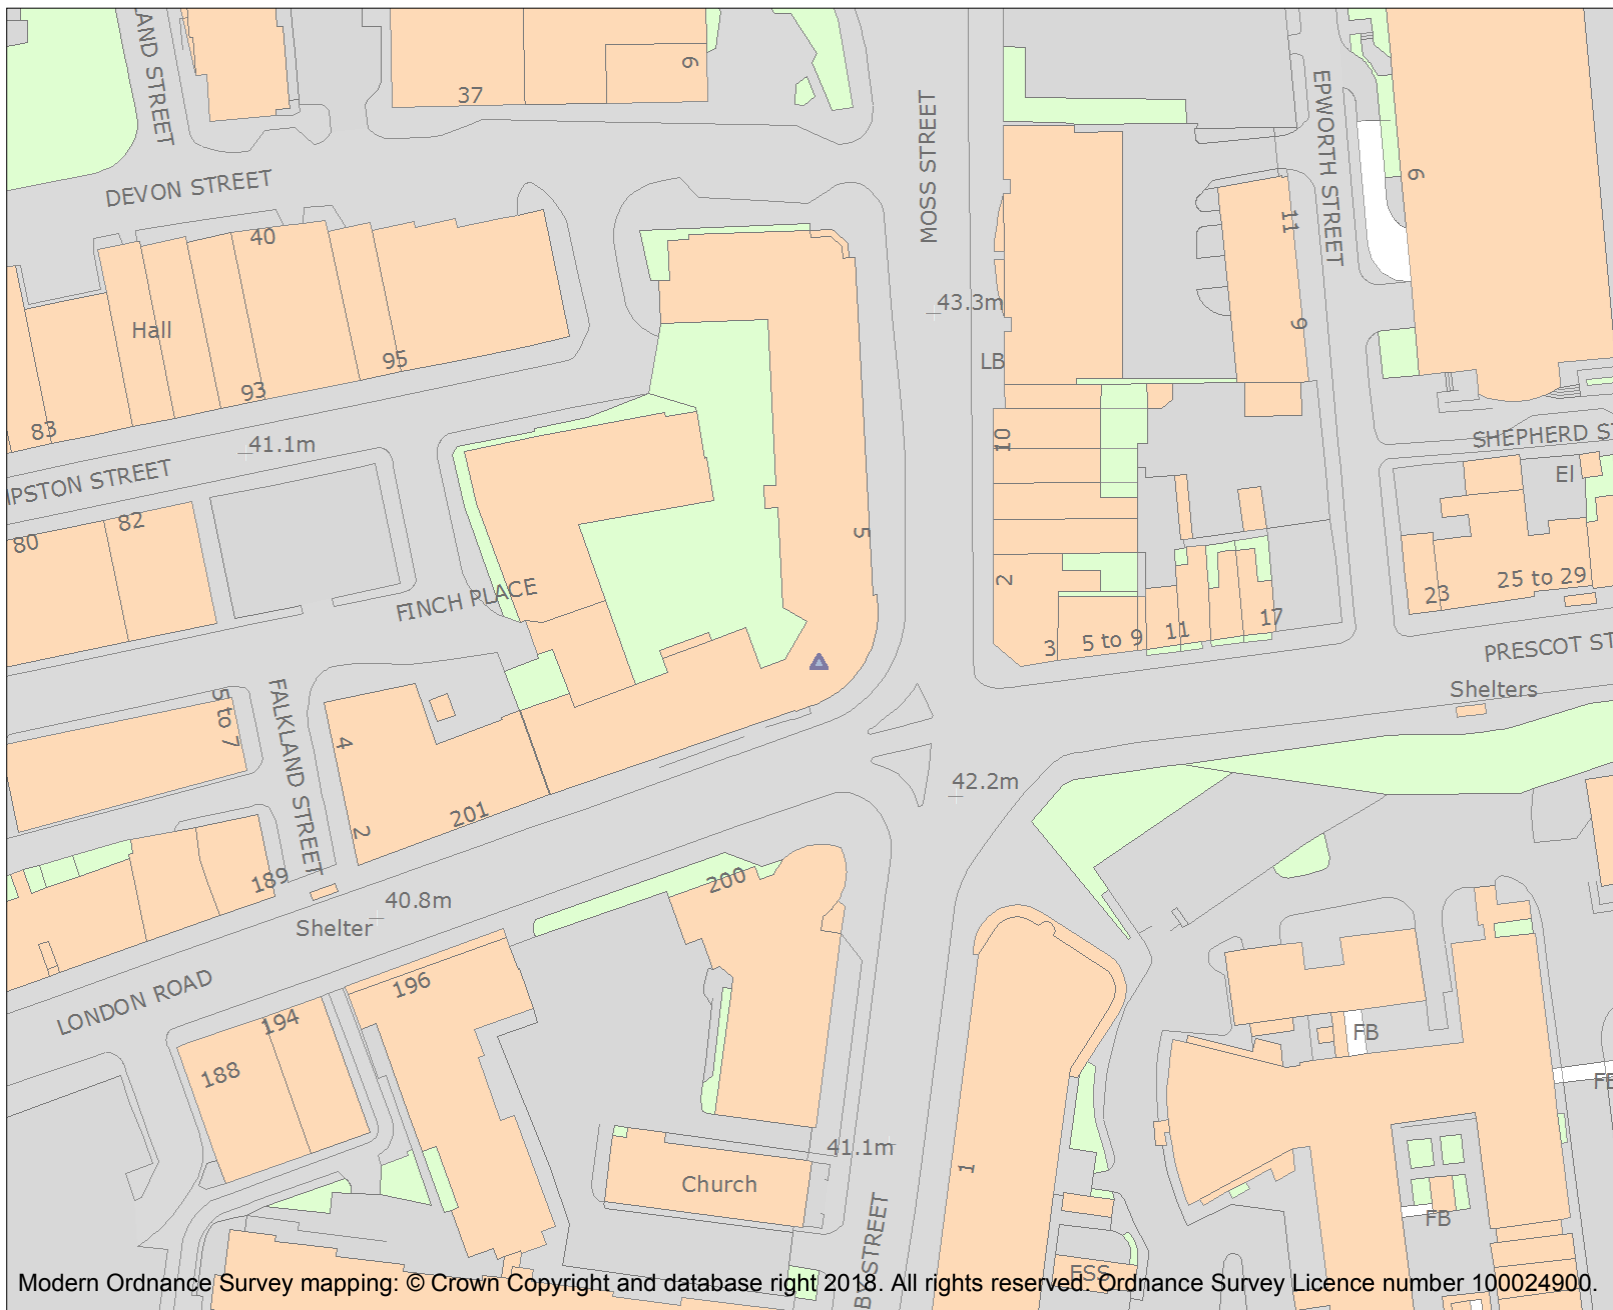 AND STREET
37
6
MOSS STREET
EPWORTH STREET
6
DEVON STREET
40
11
Hall
43.3m
9
95
LB
93
83
41.1m
10
SHEPHERD S
El
IPSTON STREET
82
80
5
2
25 to 29
23
FINCH PLACE
17
11
5 to 9
3
PRESCOT ST
Shelters
5 to 7
FALKLAND STREET
4
42.2m
201
2
189
200
40.8m
Shelter
196
LONDON ROAD
194
188
FB
FB
41.1m
1
Church
FB
BY STREET
ESS
Modern Ordnance Survey mapping: © Crown Copyright and database right 2018. All rights reserved. Ordnance Survey Licence number 100024900.